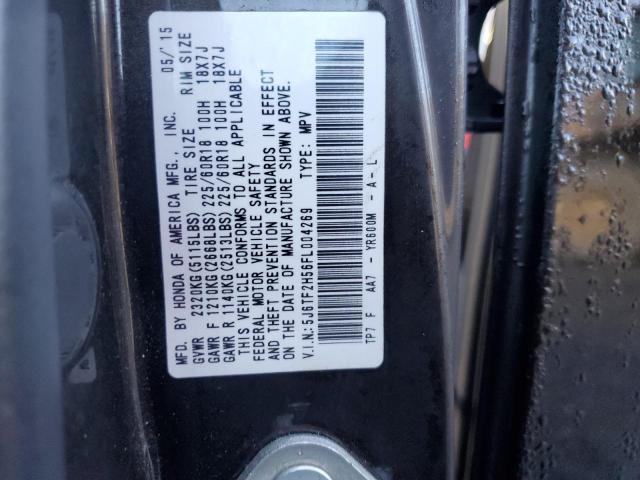 MFD. BY HONDA OF AMERICA MFG., INC. 05/'15
GVWR 2320KG(5115LBS) TIRE SIZE RIM SIZE
GAWR F 1210KG(2668LBS) 225/60R18 100H 18X7J
GAWR R 1140KG(2513LBS) 225/60R18 100H 18X7J
THIS VEHICLE CONFORMS TO ALL APPLICABLE
FEDERAL MOTOR VEHICLE SAFETY
AND THEFT PREVENTION STANDARDS IN EFFECT
ON THE DATE OF MANUFACTURE SHOWN ABOVE.
V.I.N.:5J6TF2H56FL004269 TYPE: MPV
TP7 F AA7 - YR600M - A-.L